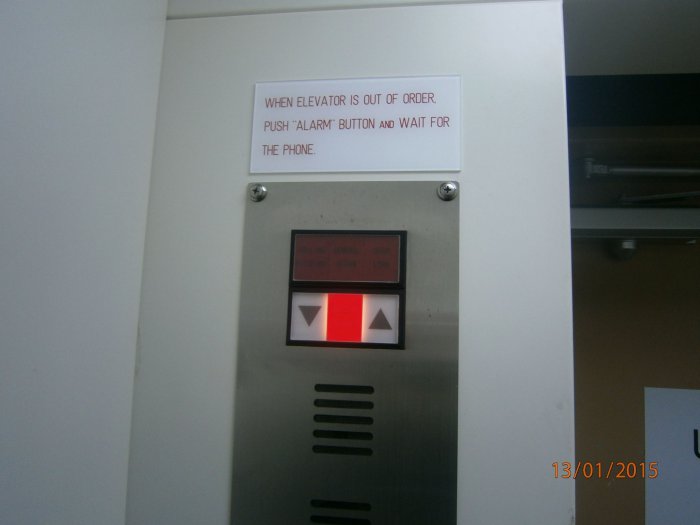 WHEN ELEVATOR IS OUT OF ORDER,
PUSH "ALARM" BUTTON AND WAIT FOR
THE PHONE.
13/01/2015